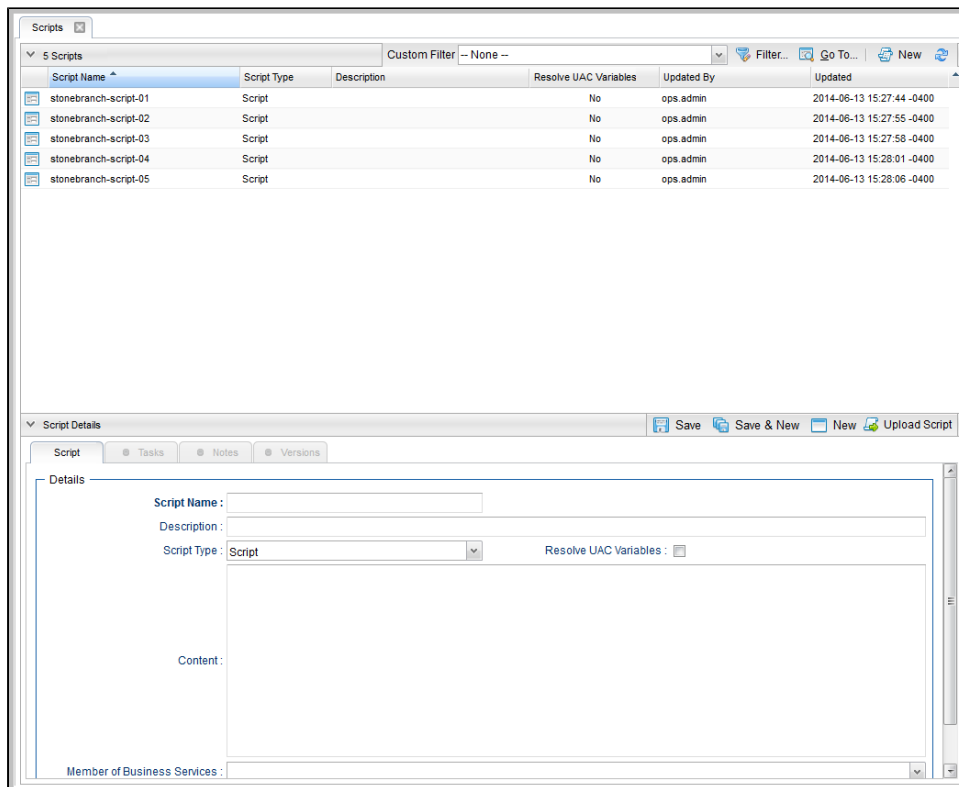 Scripts
5 Scripts Custom Filter -- None -- Filter... Go To... New
Script Name Script Type Description Resolve UAC Variables Updated By Updated
stonebranch-script-01 Script No ops.admin 2014-06-13 15:27:44 -0400
stonebranch-script-02 Script No ops.admin 2014-06-13 15:27:55 -0400
stonebranch-script-03 Script No ops.admin 2014-06-13 15:27:58 -0400
stonebranch-script-04 Script No ops.admin 2014-06-13 15:28:01 -0400
stonebranch-script-05 Script No ops.admin 2014-06-13 15:28:06 -0400
Script Details Save Save & New New Upload Script
Script Tasks Notes Versions
Details
Script Name :
Description :
Script Type : Script Resolve UAC Variables :
Content :
Member of Business Services :